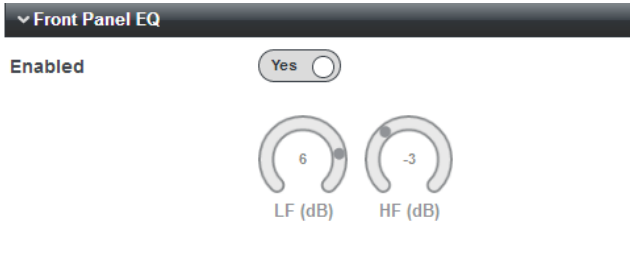 Front Panel EQ
Enabled
Yes
6
-3
LF (dB)
HF (dB)